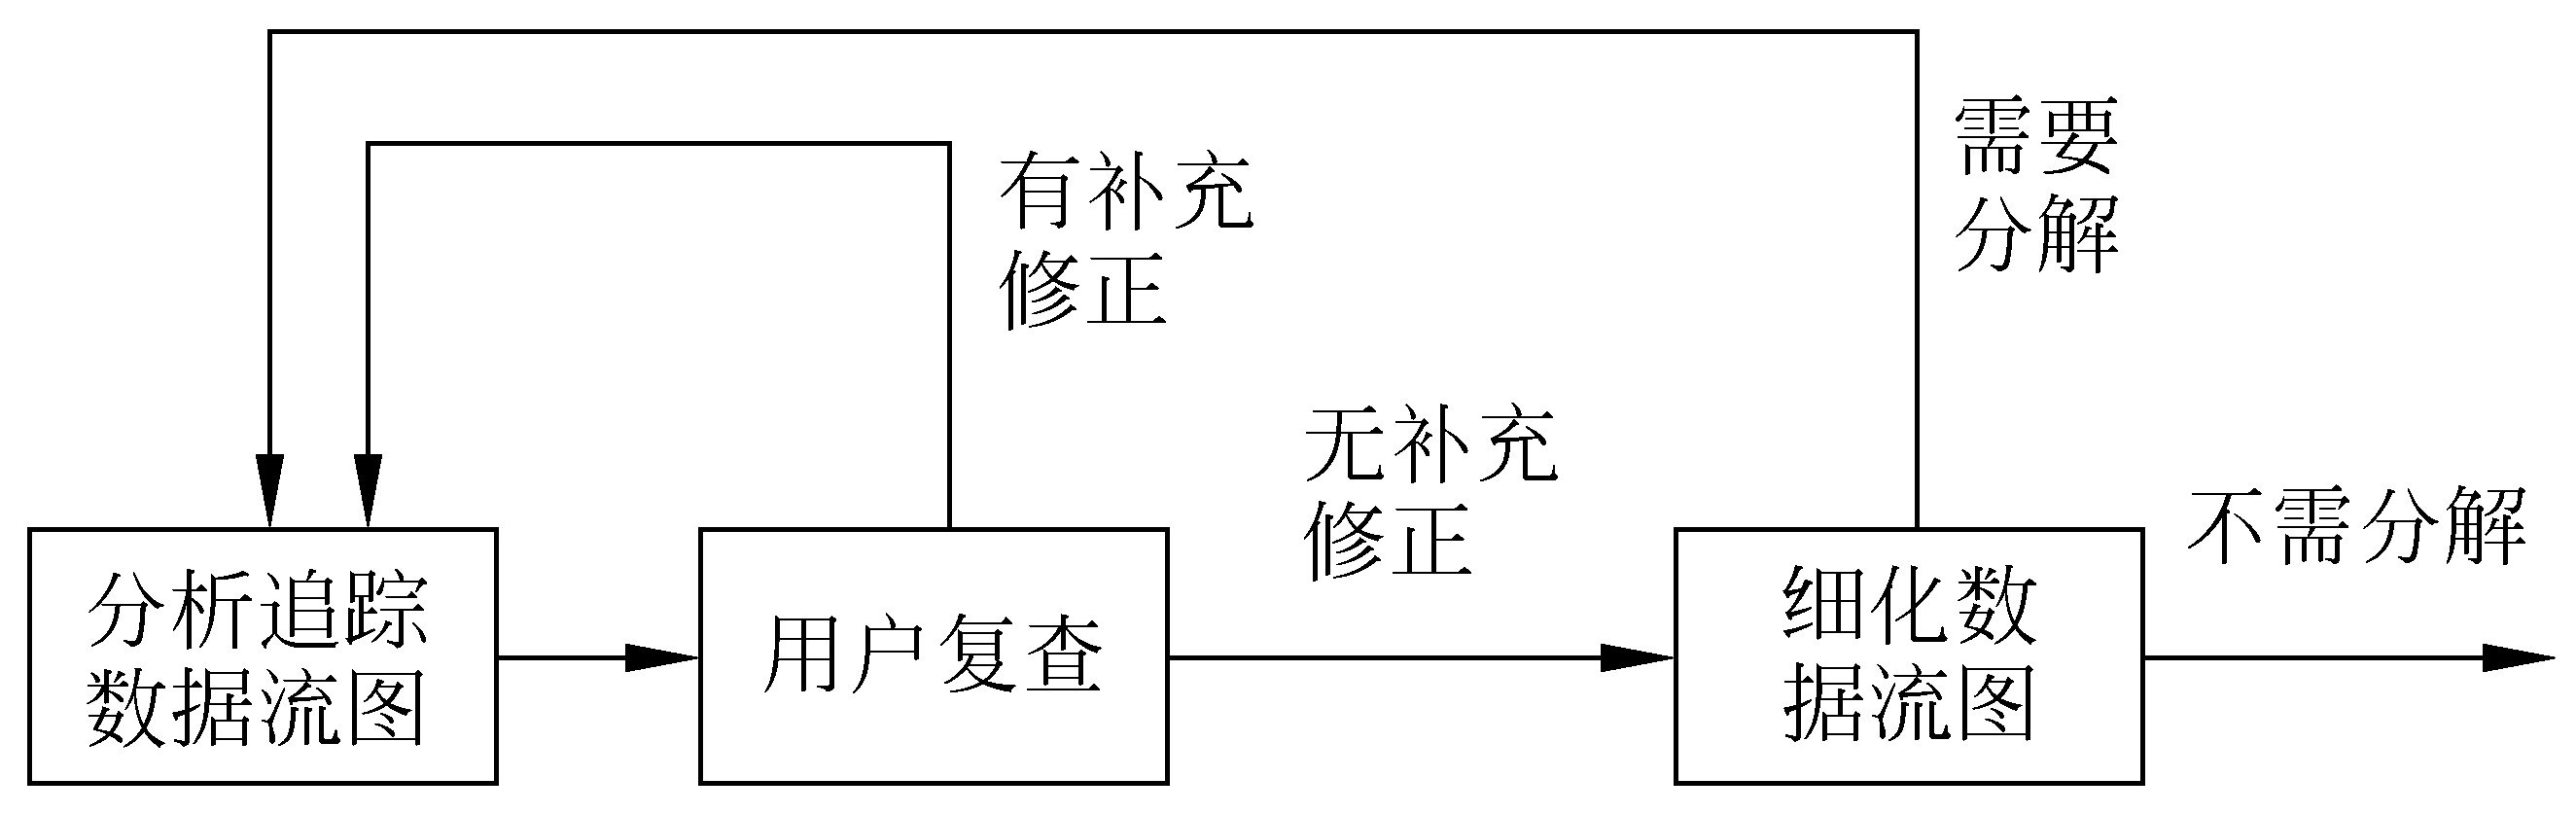 需要
分解
有补充
修正
无补充
修正
不需分解
分析追踪
数据流图
用户复查
细化数
据流图